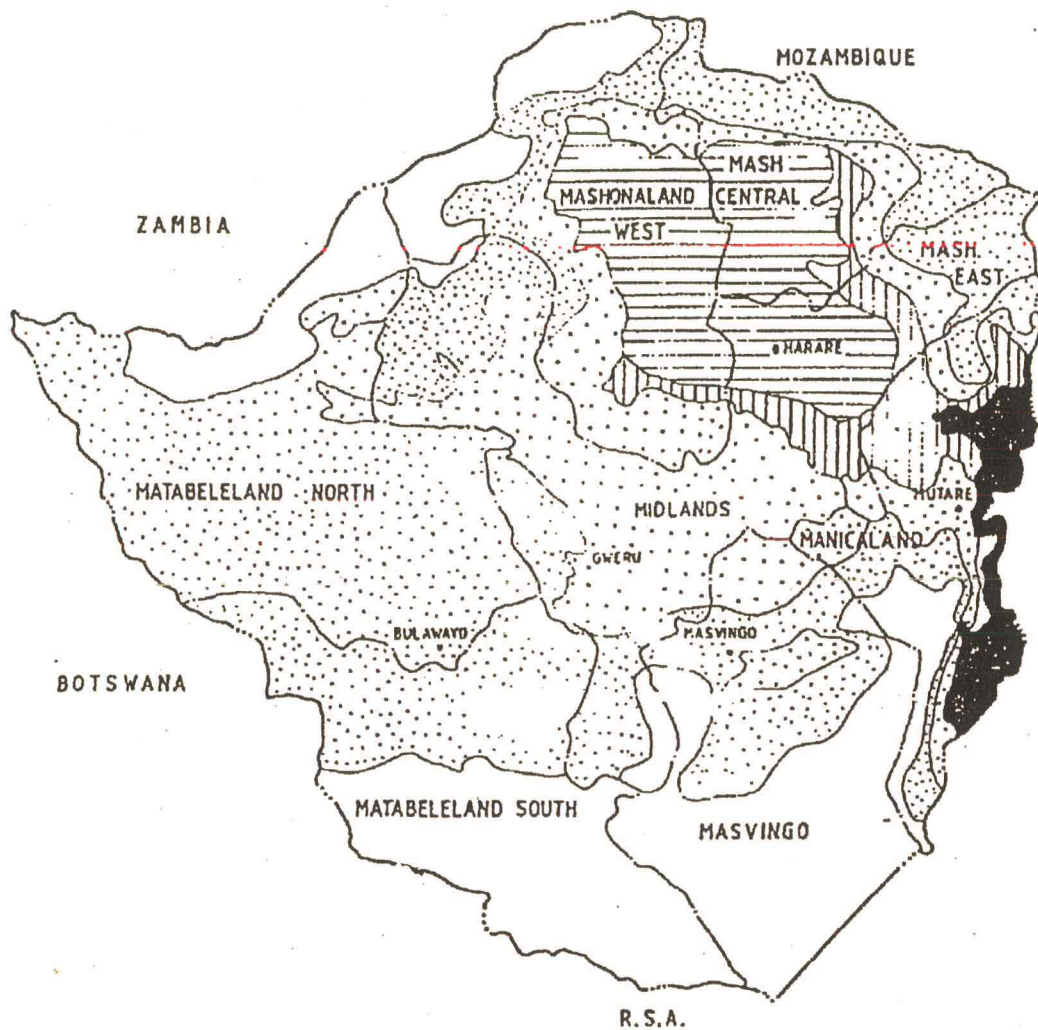 MOZAMBIQUE
MASH
MASHONALAND CENTRAL
ZAMBIA
WEST
MASH
EAST
HARARE
MATABELELAND NORTH
MUTARE
MIDLANDS
MANICALAND
GWERU
BULAWAYO
MASVINGO
BOTSWANA
MATABELELAND SOUTH
MASVINGO
R.S.A.